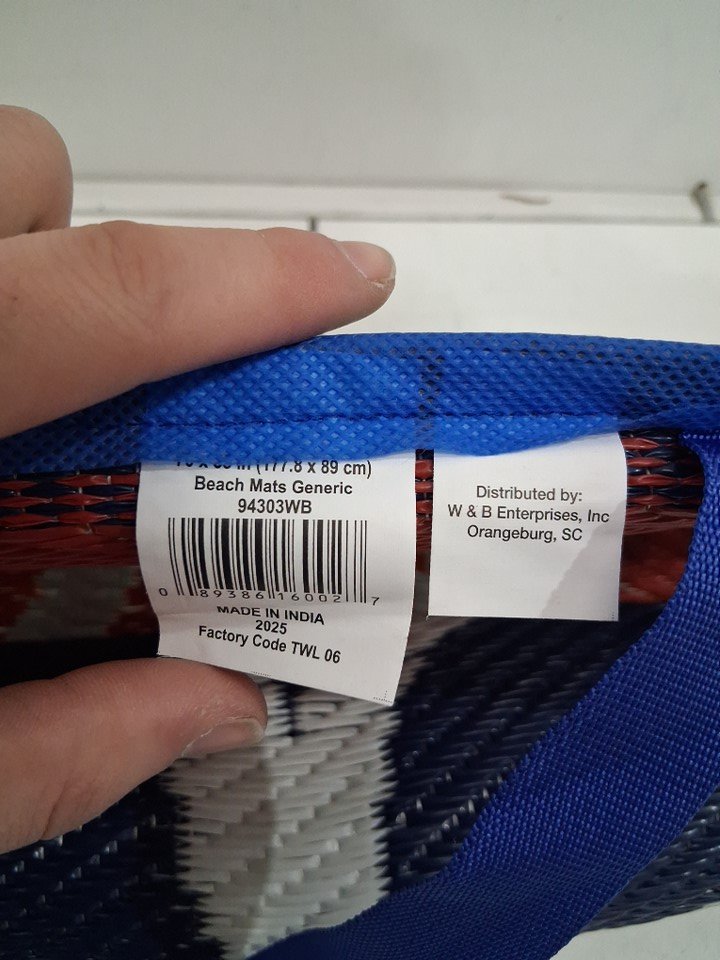 (177.8 x 89 cm)
Beach Mats Generic
94303WB
0 89386 16002 7
MADE IN INDIA
2025
Factory Code TWL 06
Distributed by:
W & B Enterprises, Inc
Orangeburg, SC